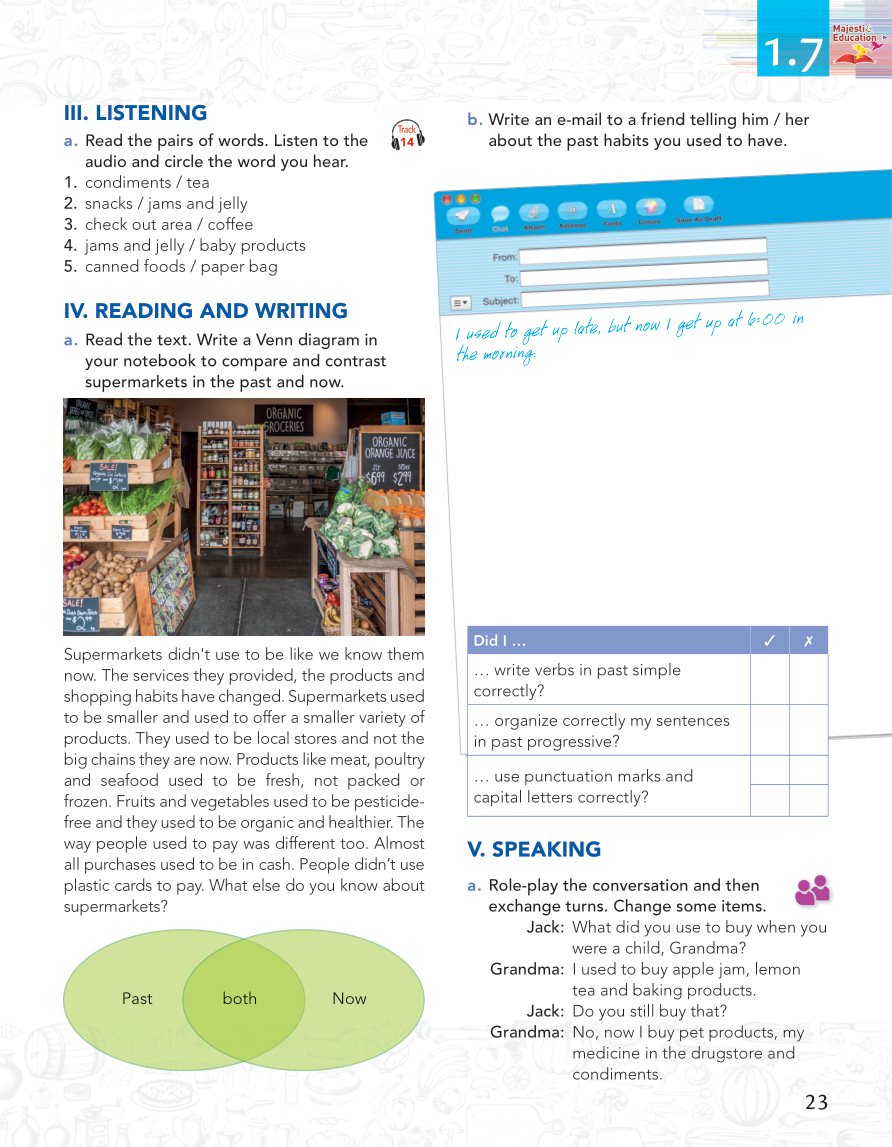 1.7
Majestic
Education
III. LISTENING
a. Read the pairs of words. Listen to the
audio and circle the word you hear.
Track
14
1. condiments / tea
2. snacks / jams and jelly
3. check out area / coffee
4. jams and jelly / baby products
5. canned foods / paper bag
IV. READING AND WRITING
a. Read the text. Write a Venn diagram in
your notebook to compare and contrast
supermarkets in the past and now.
ORGANIC
GROCERIES
ORGANIC
ORANGE JUICE
$6.99 $2.99
SALE!
SALE!
Supermarkets didn't use to be like we know them
now. The services they provided, the products and
shopping habits have changed. Supermarkets used
to be smaller and used to offer a smaller variety of
products. They used to be local stores and not the
big chains they are now. Products like meat, poultry
and seafood used to be fresh, not packed or
frozen. Fruits and vegetables used to be pesticide-
free and they used to be organic and healthier. The
way people used to pay was different too. Almost
all purchases used to be in cash. People didn’t use
plastic cards to pay. What else do you know about
supermarkets?
Past both Now
b. Write an e-mail to a friend telling him / her
about the past habits you used to have.
Send Chat Attach Address Fonts Colors Save As Draft
From:
To:
Subject:
I used to get up late, but now I get up at 6:00 in
the morning.
Did I ... ✓ ✗
... write verbs in past simple
correctly?
... organize correctly my sentences
in past progressive?
... use punctuation marks and
capital letters correctly?
V. SPEAKING
a. Role-play the conversation and then
exchange turns. Change some items.
Jack: What did you use to buy when you
were a child, Grandma?
Grandma: I used to buy apple jam, lemon
tea and baking products.
Jack: Do you still buy that?
Grandma: No, now I buy pet products, my
medicine in the drugstore and
condiments.
23